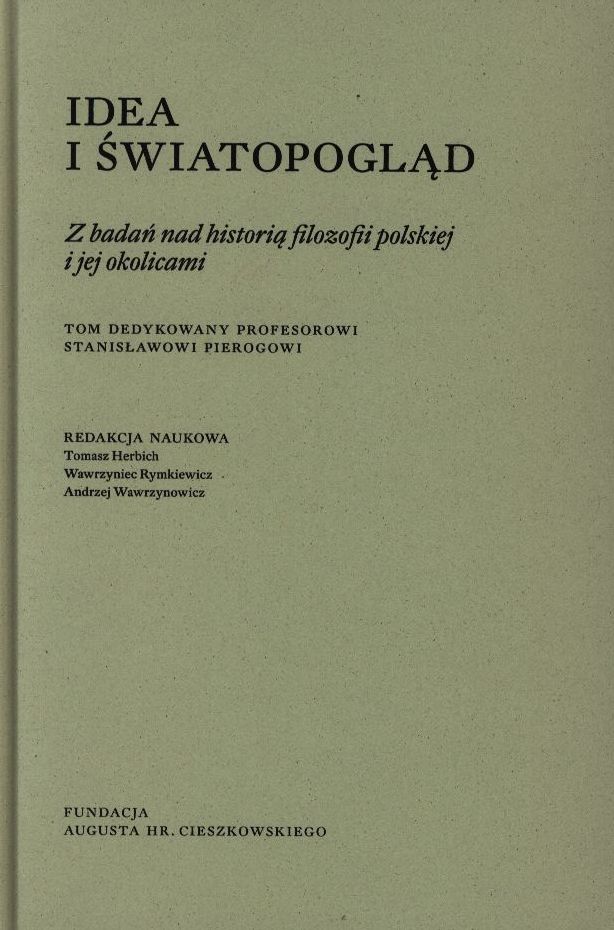 IDEA
I ŚWIATOPOGLĄD
Z badań nad historią filozofii polskiej
i jej okolicami
TOM DEDYKOWANY PROFESOROWI
STANISŁAWOWI PIEROGOWI
REDAKCJA NAUKOWA
Tomasz Herbich
Wawrzyniec Rymkiewicz
Andrzej Wawrzynowicz
FUNDACJA
AUGUSTA HR. CIESZKOWSKIEGO